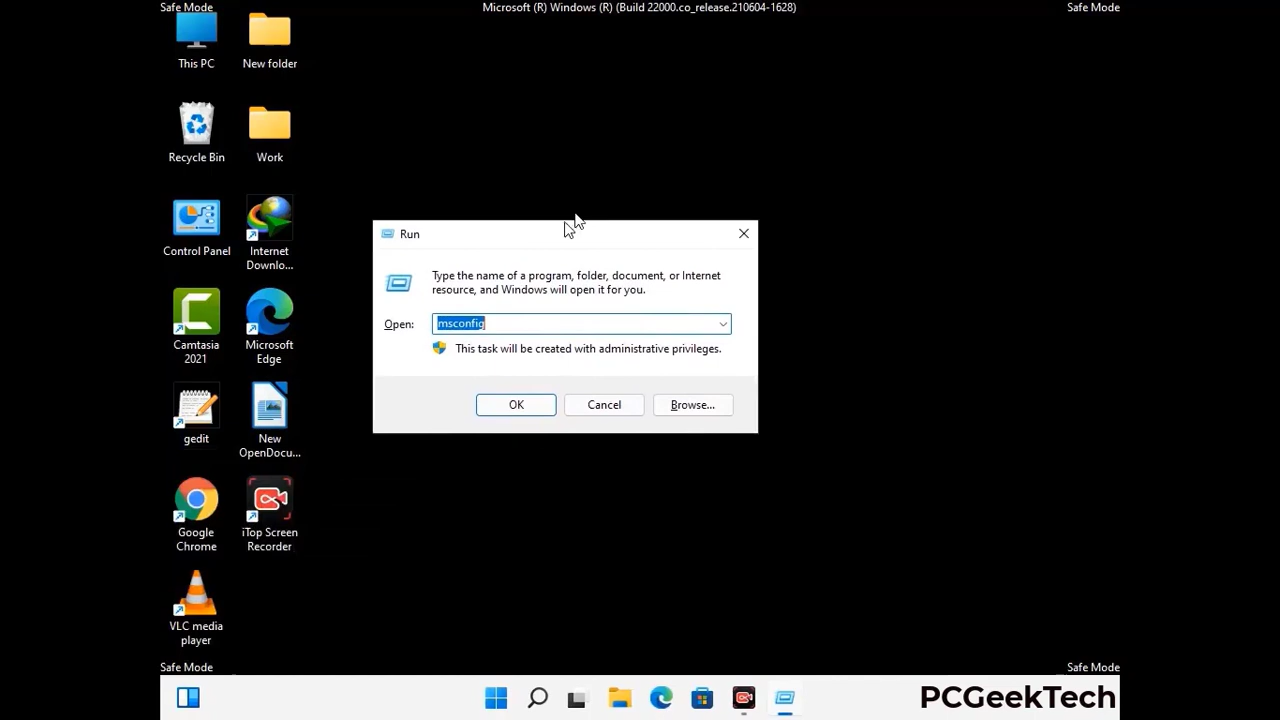 Safe Mode
Microsoft (R) Windows (R) (Build 22000.co_release.210604-1628)
Safe Mode
This PC
New folder
Recycle Bin
Work
Control Panel
Internet
Downlo...
Camtasia
2021
Microsoft
Edge
gedit
New
OpenDocu...
Google
Chrome
iTop Screen
Recorder
VLC media
player
Run
Type the name of a program, folder, document, or Internet
resource, and Windows will open it for you.
Open:
msconfig
This task will be created with administrative privileges.
OK
Cancel
Browse...
Safe Mode
Safe Mode
PCGeekTech